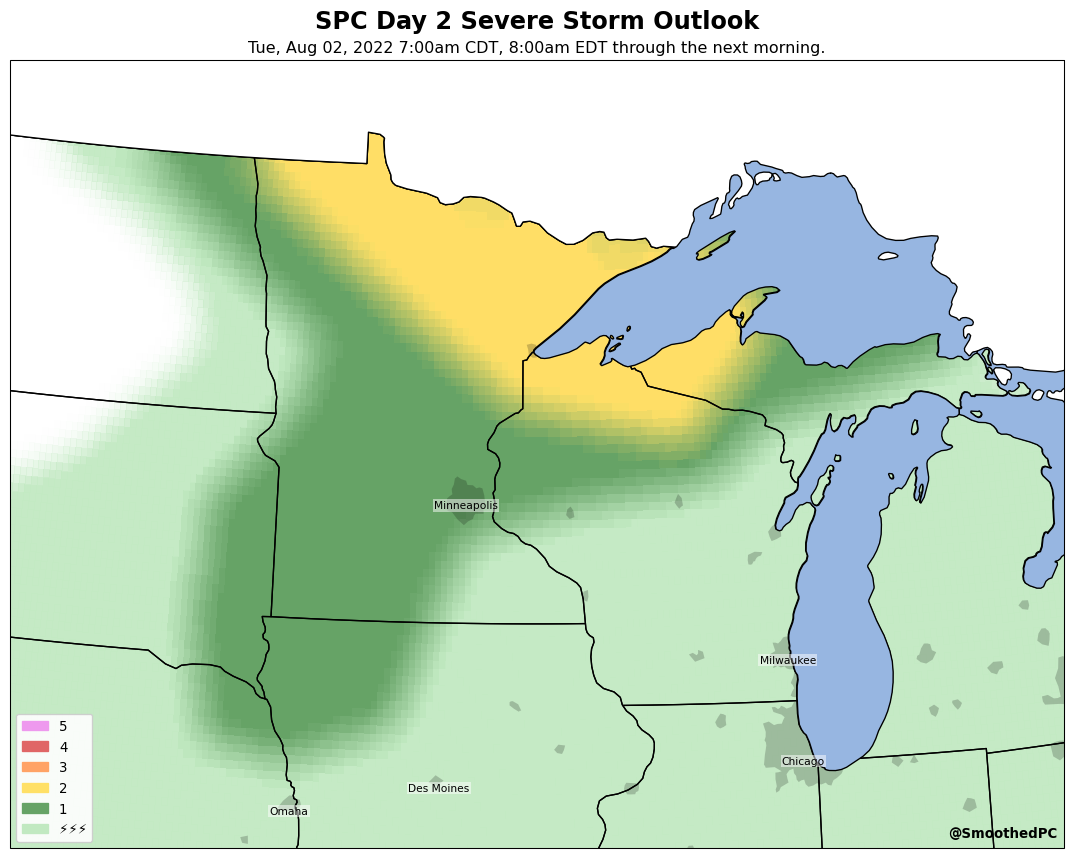 SPC Day 2 Severe Storm Outlook
Tue, Aug 02, 2022 7:00am CDT, 8:00am EDT through the next morning.
Minneapolis
Milwaukee
Chicago
Des Moines
Omaha
5
4
3
2
1
⚡⚡⚡
@SmoothedPC